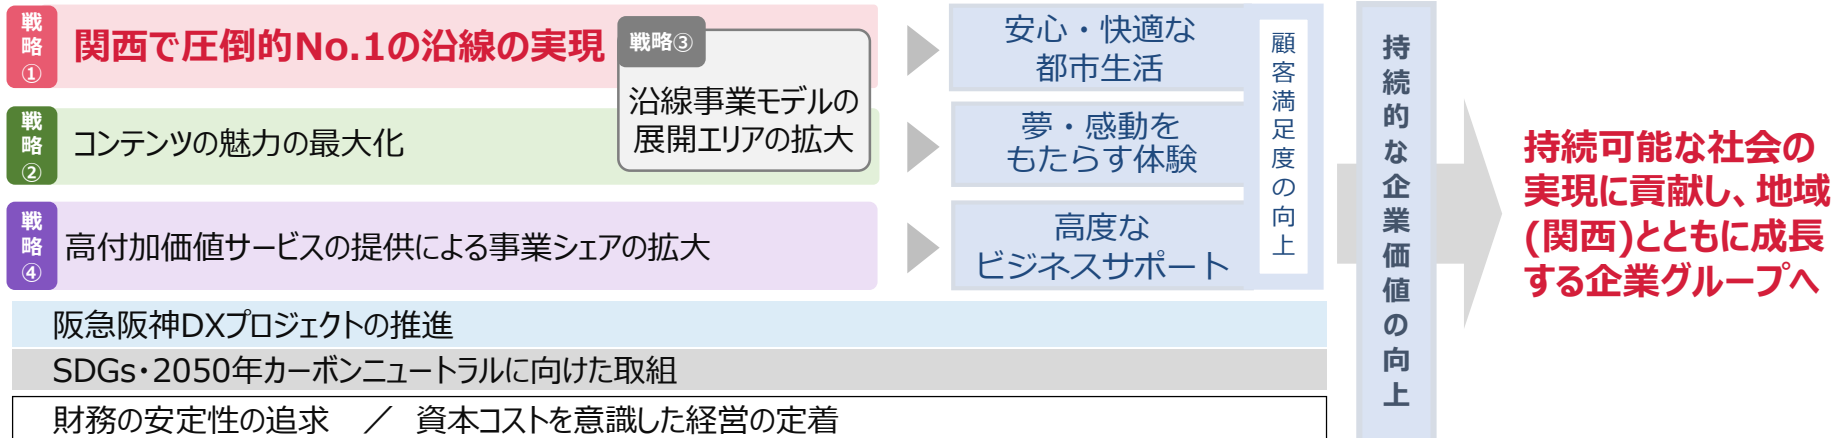 戦略①
関西で圧倒的No.1の沿線の実現
戦略③
沿線事業モデルの
展開エリアの拡大
戦略②
コンテンツの魅力の最大化
戦略④
高付加価値サービスの提供による事業シェアの拡大
安心・快適な
都市生活
夢・感動を
もたらす体験
高度な
ビジネスサポート
顧客満足度の向上
持続的な企業価値の向上
持続可能な社会の
実現に貢献し、地域
(関西)とともに成長
する企業グループへ
阪急阪神DXプロジェクトの推進
SDGs・2050年カーボンニュートラルに向けた取組
財務の安定性の追求 ／ 資本コストを意識した経営の定着